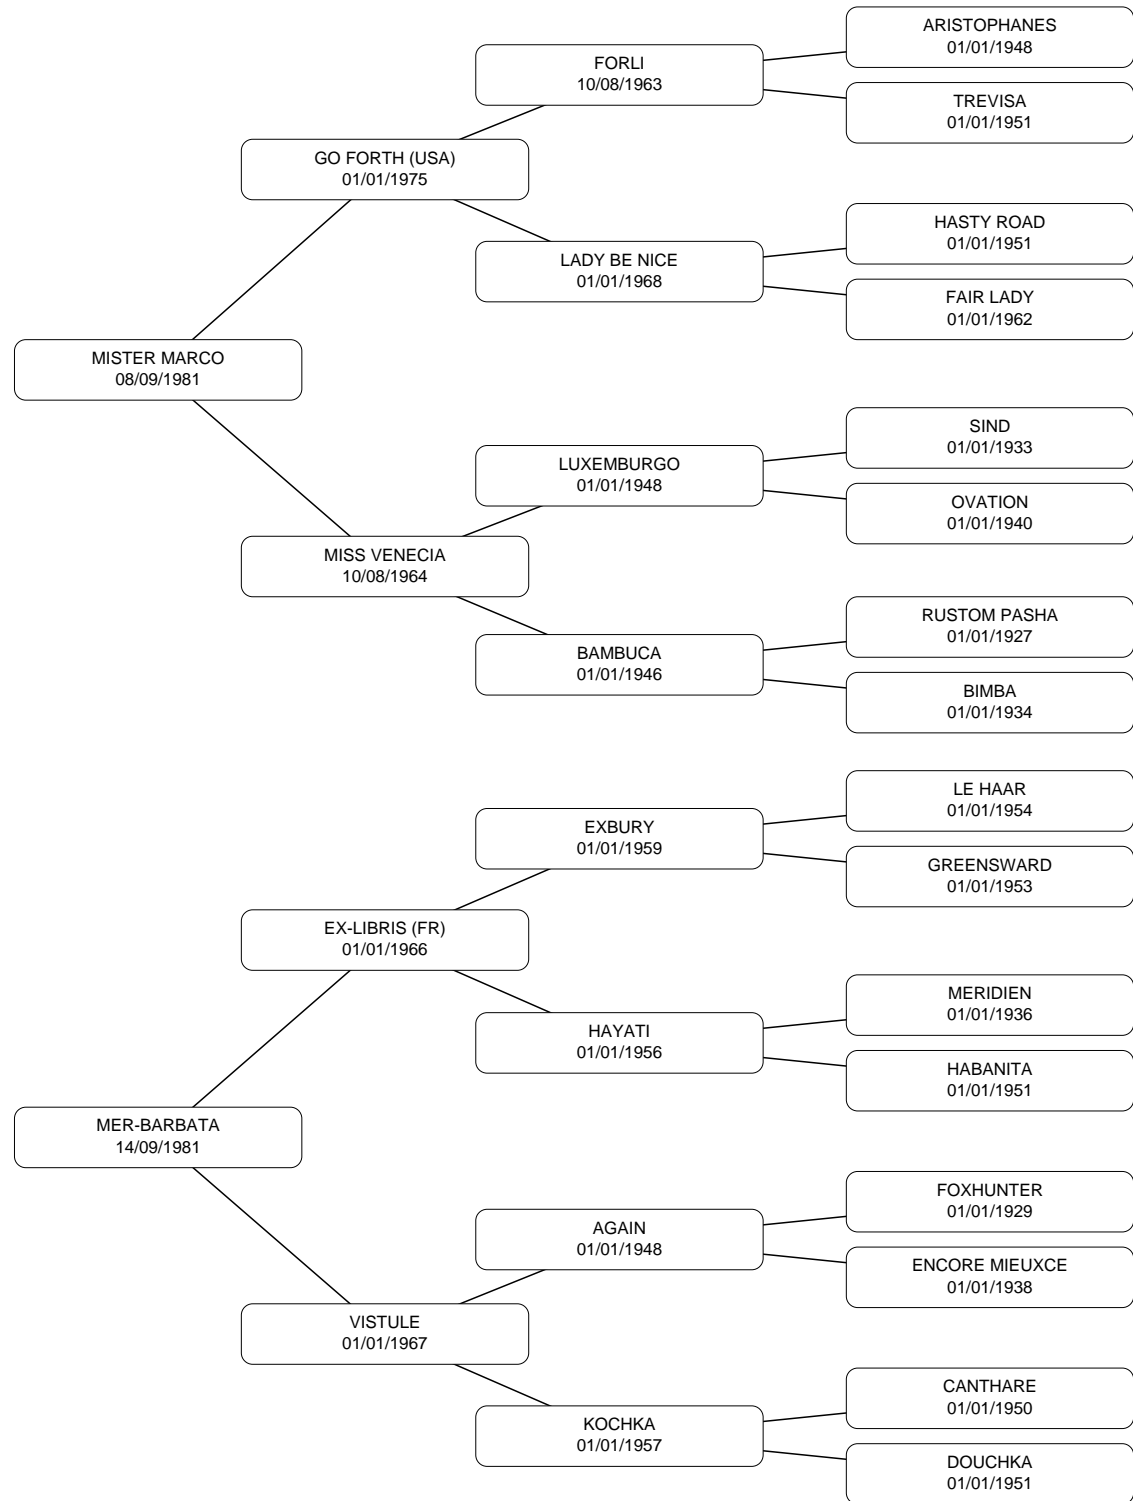 ARISTOPHANES
01/01/1948
FORLI
10/08/1963
TREVISA
01/01/1951
GO FORTH (USA)
01/01/1975
HASTY ROAD
01/01/1951
LADY BE NICE
01/01/1968
FAIR LADY
01/01/1962
MISTER MARCO
08/09/1981
SIND
01/01/1933
LUXEMBURGO
01/01/1948
OVATION
01/01/1940
MISS VENECIA
10/08/1964
RUSTOM PASHA
01/01/1927
BAMBUCA
01/01/1946
BIMBA
01/01/1934
LE HAAR
01/01/1954
EXBURY
01/01/1959
GREENSWARD
01/01/1953
EX-LIBRIS (FR)
01/01/1966
MERIDIEN
01/01/1936
HAYATI
01/01/1956
HABANITA
01/01/1951
MER-BARBATA
14/09/1981
FOXHUNTER
01/01/1929
AGAIN
01/01/1948
ENCORE MIEUXCE
01/01/1938
VISTULE
01/01/1967
CANTHARE
01/01/1950
KOCHKA
01/01/1957
DOUCHKA
01/01/1951